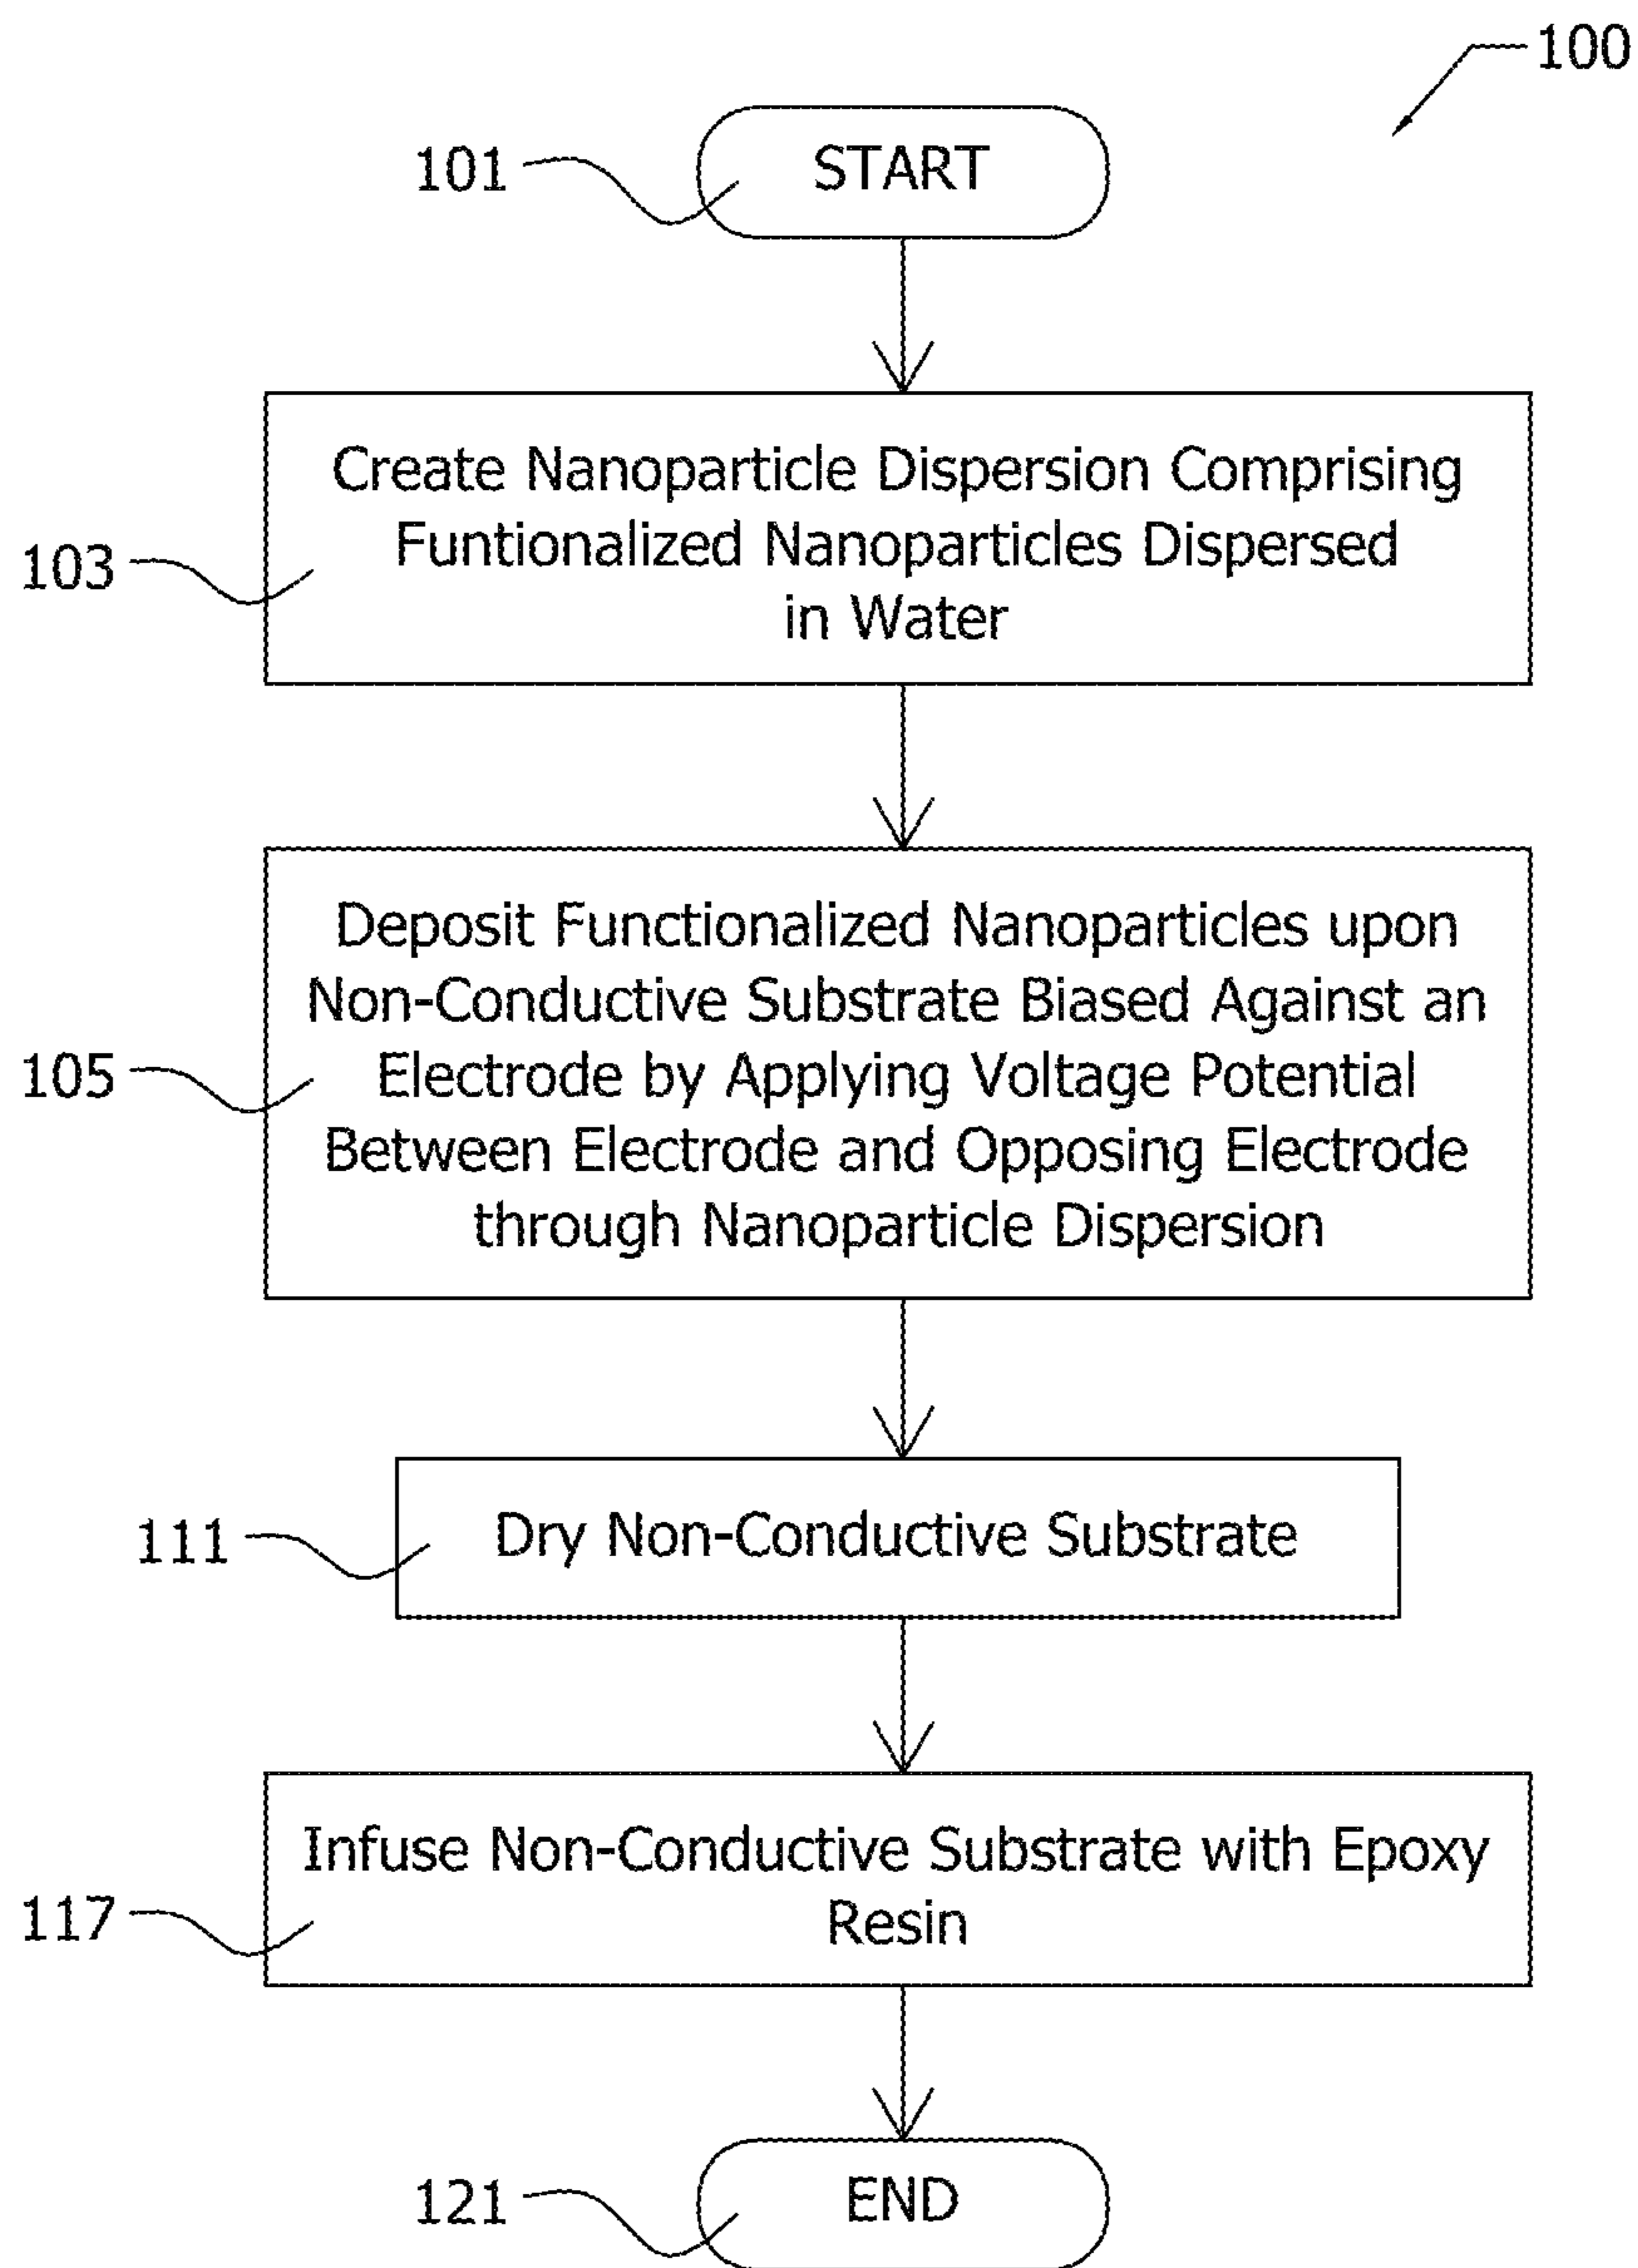 100
101
START
Create Nanoparticle Dispersion Comprising
Funtionalized Nanoparticles Dispersed
in Water
103
Deposit Functionalized Nanoparticles upon
Non-Conductive Substrate Biased Against an
Electrode by Applying Voltage Potential
Between Electrode and Opposing Electrode
through Nanoparticle Dispersion
105
Dry Non-Conductive Substrate
111
Infuse Non-Conductive Substrate with Epoxy
Resin
117
END
121